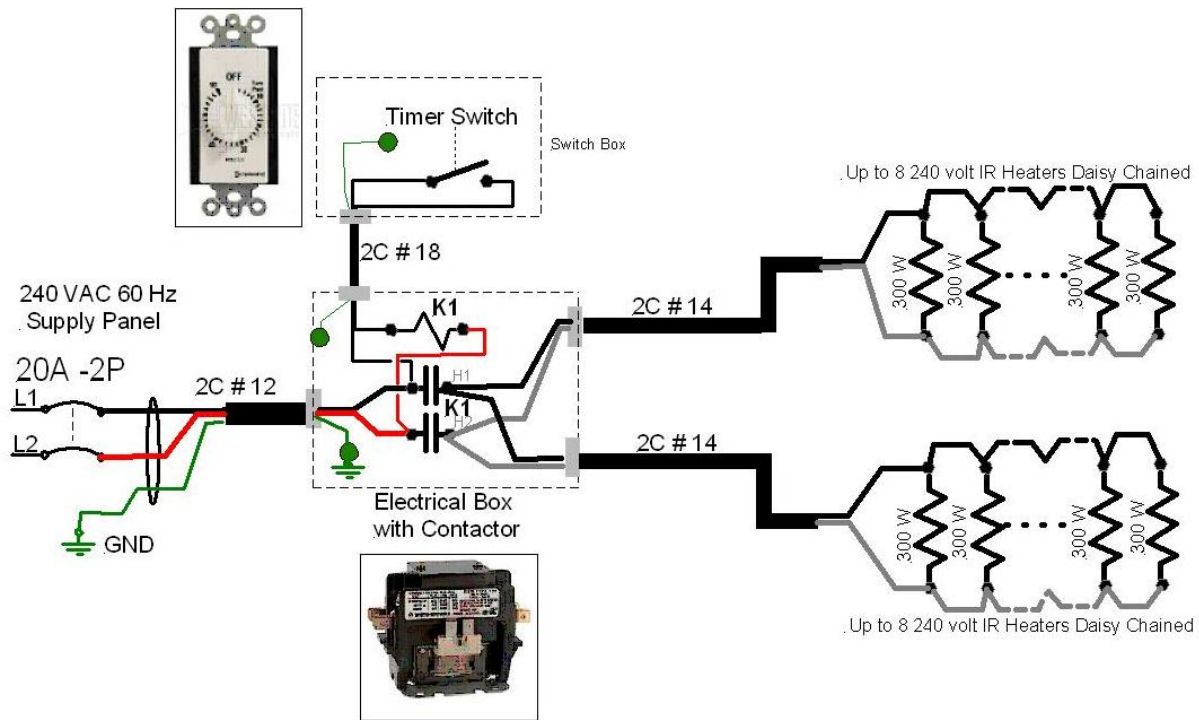 OFF
Timer Switch
Switch Box
.Up to 8 240 volt IR Heaters Daisy Chained
2C # 18
300 W
300 W
300 W
300 W
240 VAC 60 Hz
.Supply Panel
K1
2C # 14
20A -2P
2C # 12
H1
L1
K1
H2
L2
2C # 14
300 W
300 W
300 W
300 W
Electrical Box
with Contactor
GND
.Up to 8 240 volt IR Heaters Daisy Chained